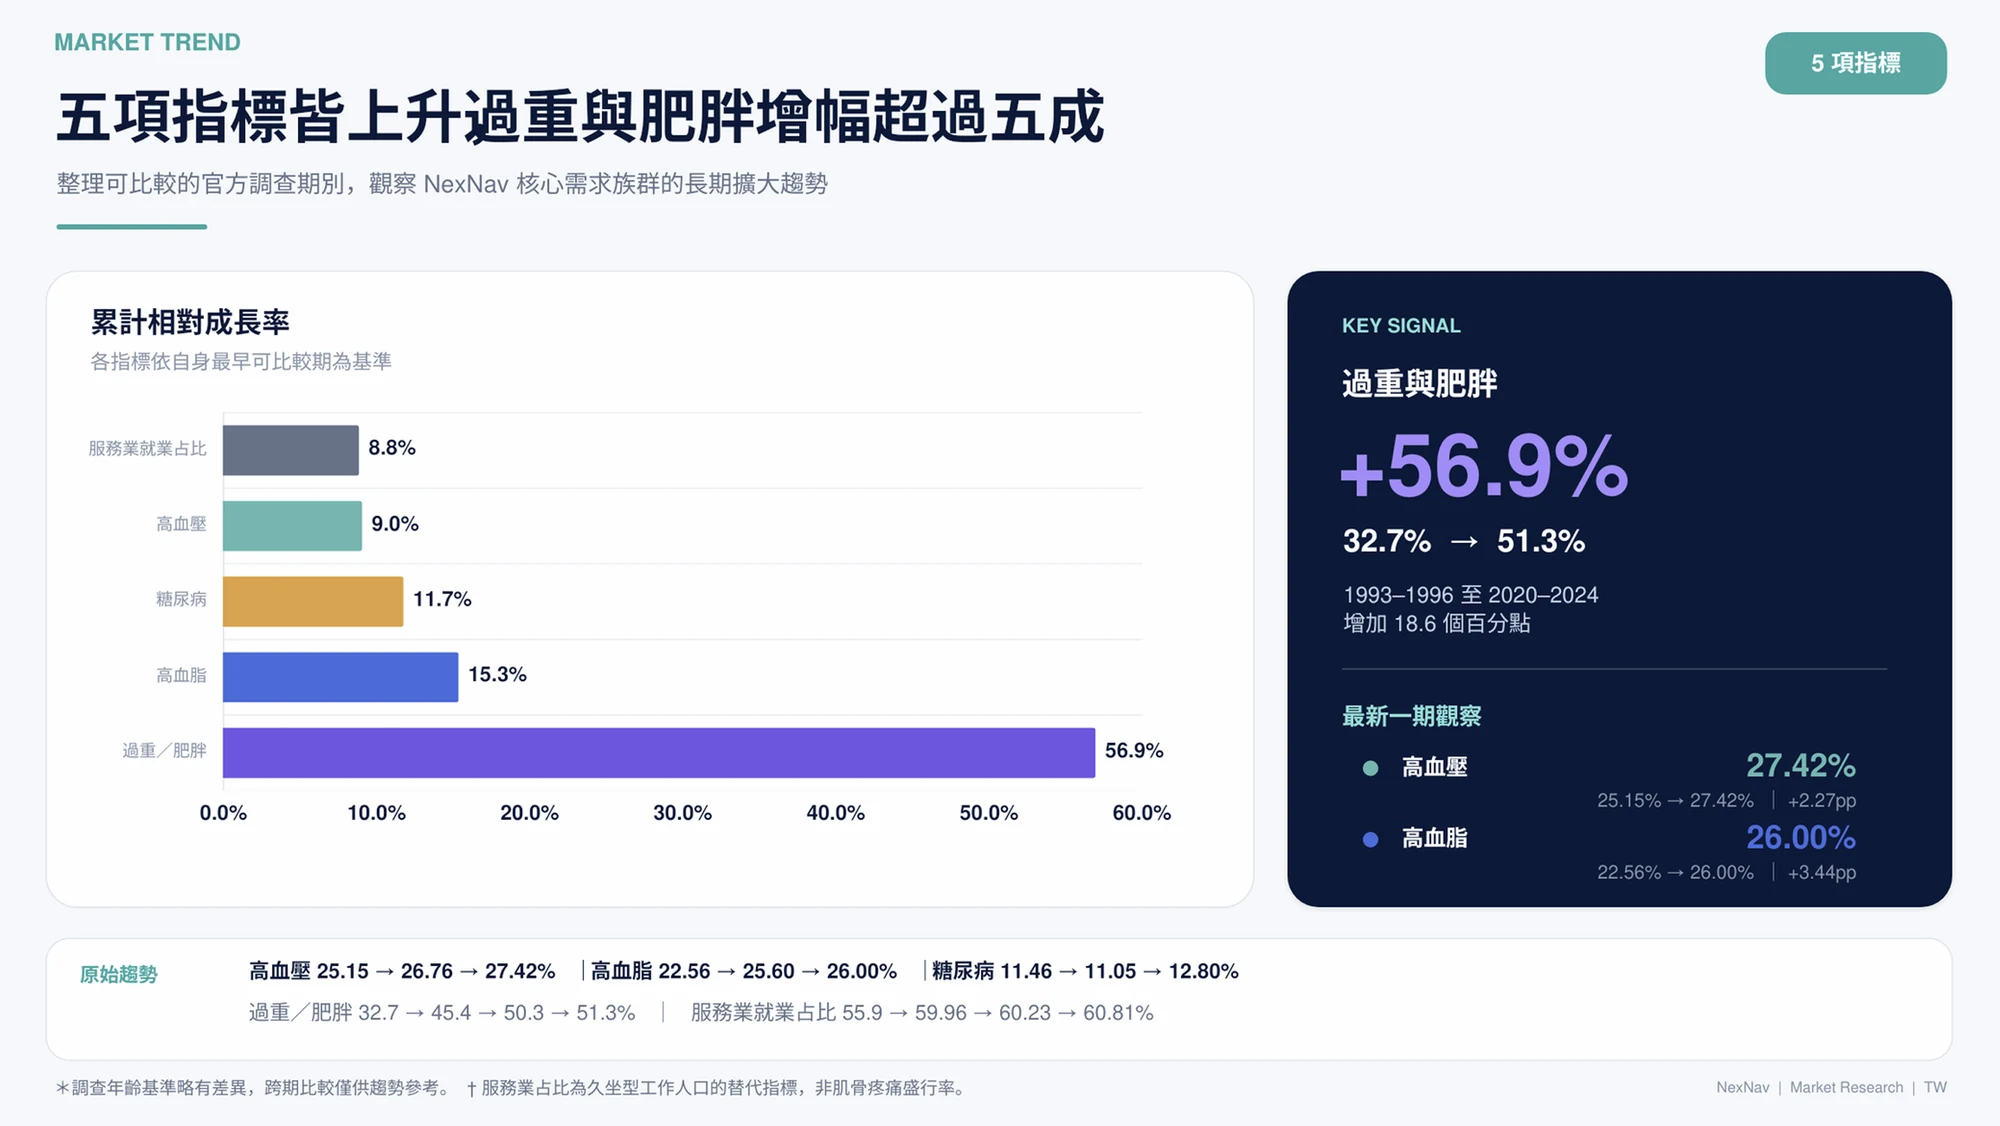 MARKET TREND
5 項指標
五項指標皆上升過重與肥胖增幅超過五成
整理可比較的官方調查期別，觀察 NexNav 核心需求族群的長期擴大趨勢
累計相對成長率
各指標依自身最早可比較期為基準
服務業就業占比 8.8%
高血壓 9.0%
糖尿病 11.7%
高血脂 15.3%
過重／肥胖 56.9%
0.0% 10.0% 20.0% 30.0% 40.0% 50.0% 60.0%
KEY SIGNAL
過重與肥胖
+56.9%
32.7% → 51.3%
1993–1996 至 2020–2024
增加 18.6 個百分點
最新一期觀察
高血壓 27.42%
25.15% → 27.42% ｜ +2.27pp
高血脂 26.00%
22.56% → 26.00% ｜ +3.44pp
原始趨勢
高血壓 25.15 → 26.76 → 27.42% ｜高血脂 22.56 → 25.60 → 26.00% ｜糖尿病 11.46 → 11.05 → 12.80%
過重／肥胖 32.7 → 45.4 → 50.3 → 51.3% ｜ 服務業就業占比 55.9 → 59.96 → 60.23 → 60.81%
＊調查年齡基準略有差異，跨期比較僅供趨勢參考。 † 服務業占比為久坐型工作人口的替代指標，非肌骨疼痛盛行率。
NexNav | Market Research | TW